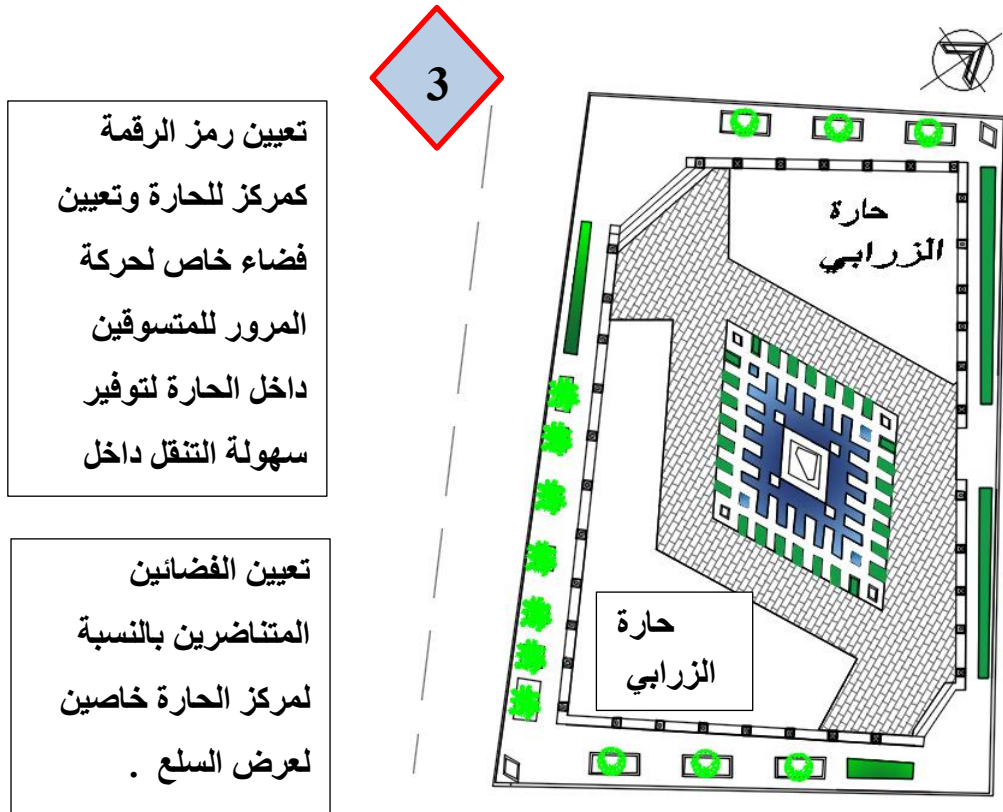 3
تعيين رمز الرقمة
كمركز للحارة وتعيين
فضاء خاص لحركة
المرور للمتسوقين
داخل الحارة لتوفير
سهولة التنقل داخل
تعيين الفضائين
المتناضرين بالنسبة
لمركز الحارة خاصين
لعرض السلع .
حارة
الزرابي
حارة
الزرابي